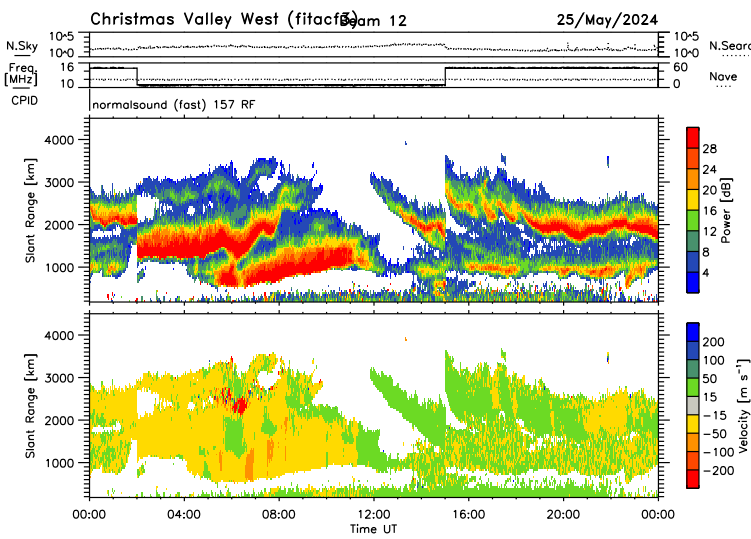 Christmas Valley West (fitacf3) Beam 12 25/May/2024
N.Sky 10^5 10^5 N.Searc
10^0 10^0
Freq. [MHz] 16 60 Nave
10 0
CPID normalsound (fast) 157 RF
Slant Range [km] 4000 3000 2000 1000
Power [dB] 28 24 20 16 12 8 4
Slant Range [km] 4000 3000 2000 1000
Velocity [m s⁻¹] 200 100 50 15 -15 -50 -100 -200
00:00 04:00 08:00 12:00 16:00 20:00 00:00
Time UT